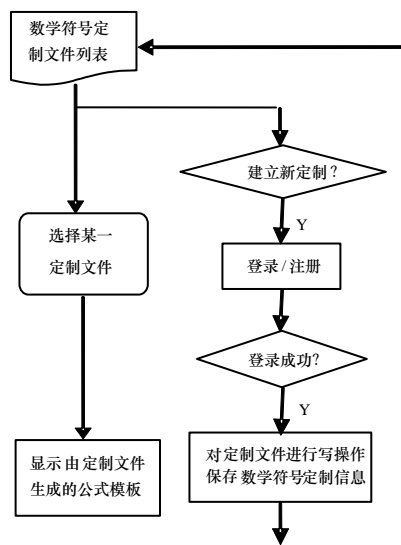 数学符号定
制文件列表
建立新定制?
Y
选择某一
定制文件
登录/注册
登录成功?
Y
显示由定制文件
生成的公式模板
对定制文件进行写操作
保存数学符号定制信息